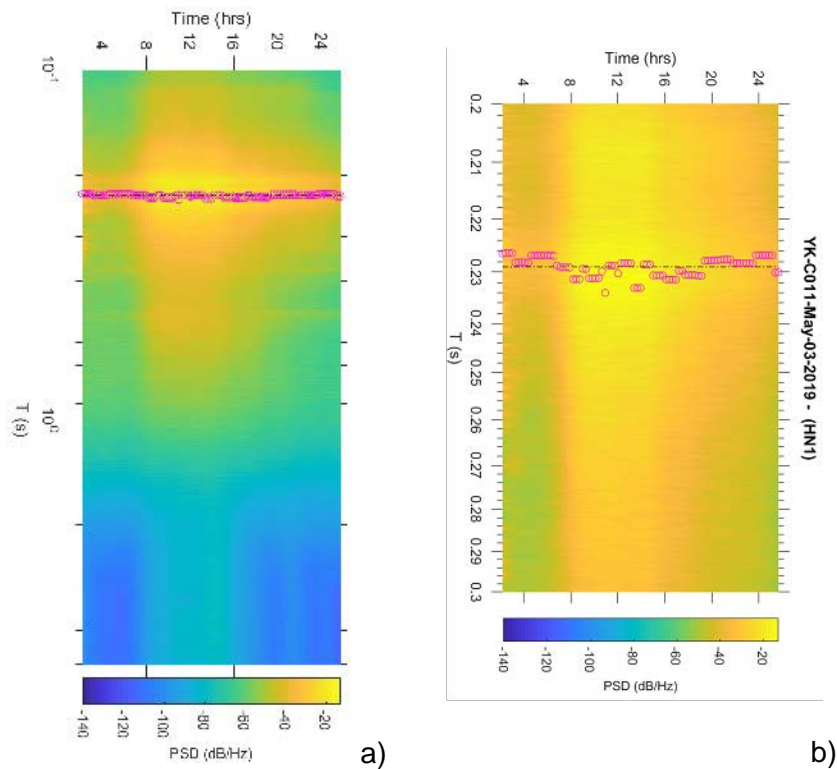 Time (hrs)
4 8 12 16 20 24
10⁻¹
10⁰
T (s)
-140 -120 -100 -80 -60 -40 -20
PSD (dB/Hz)
a)
Time (hrs)
4 8 12 16 20 24
0.2
0.21
0.22
0.23
0.24
0.25
0.26
0.27
0.28
0.29
0.3
T (s)
YK-C011-May-03-2019 - (HN1)
-140 -120 -100 -80 -60 -40 -20
PSD (dB/Hz)
b)